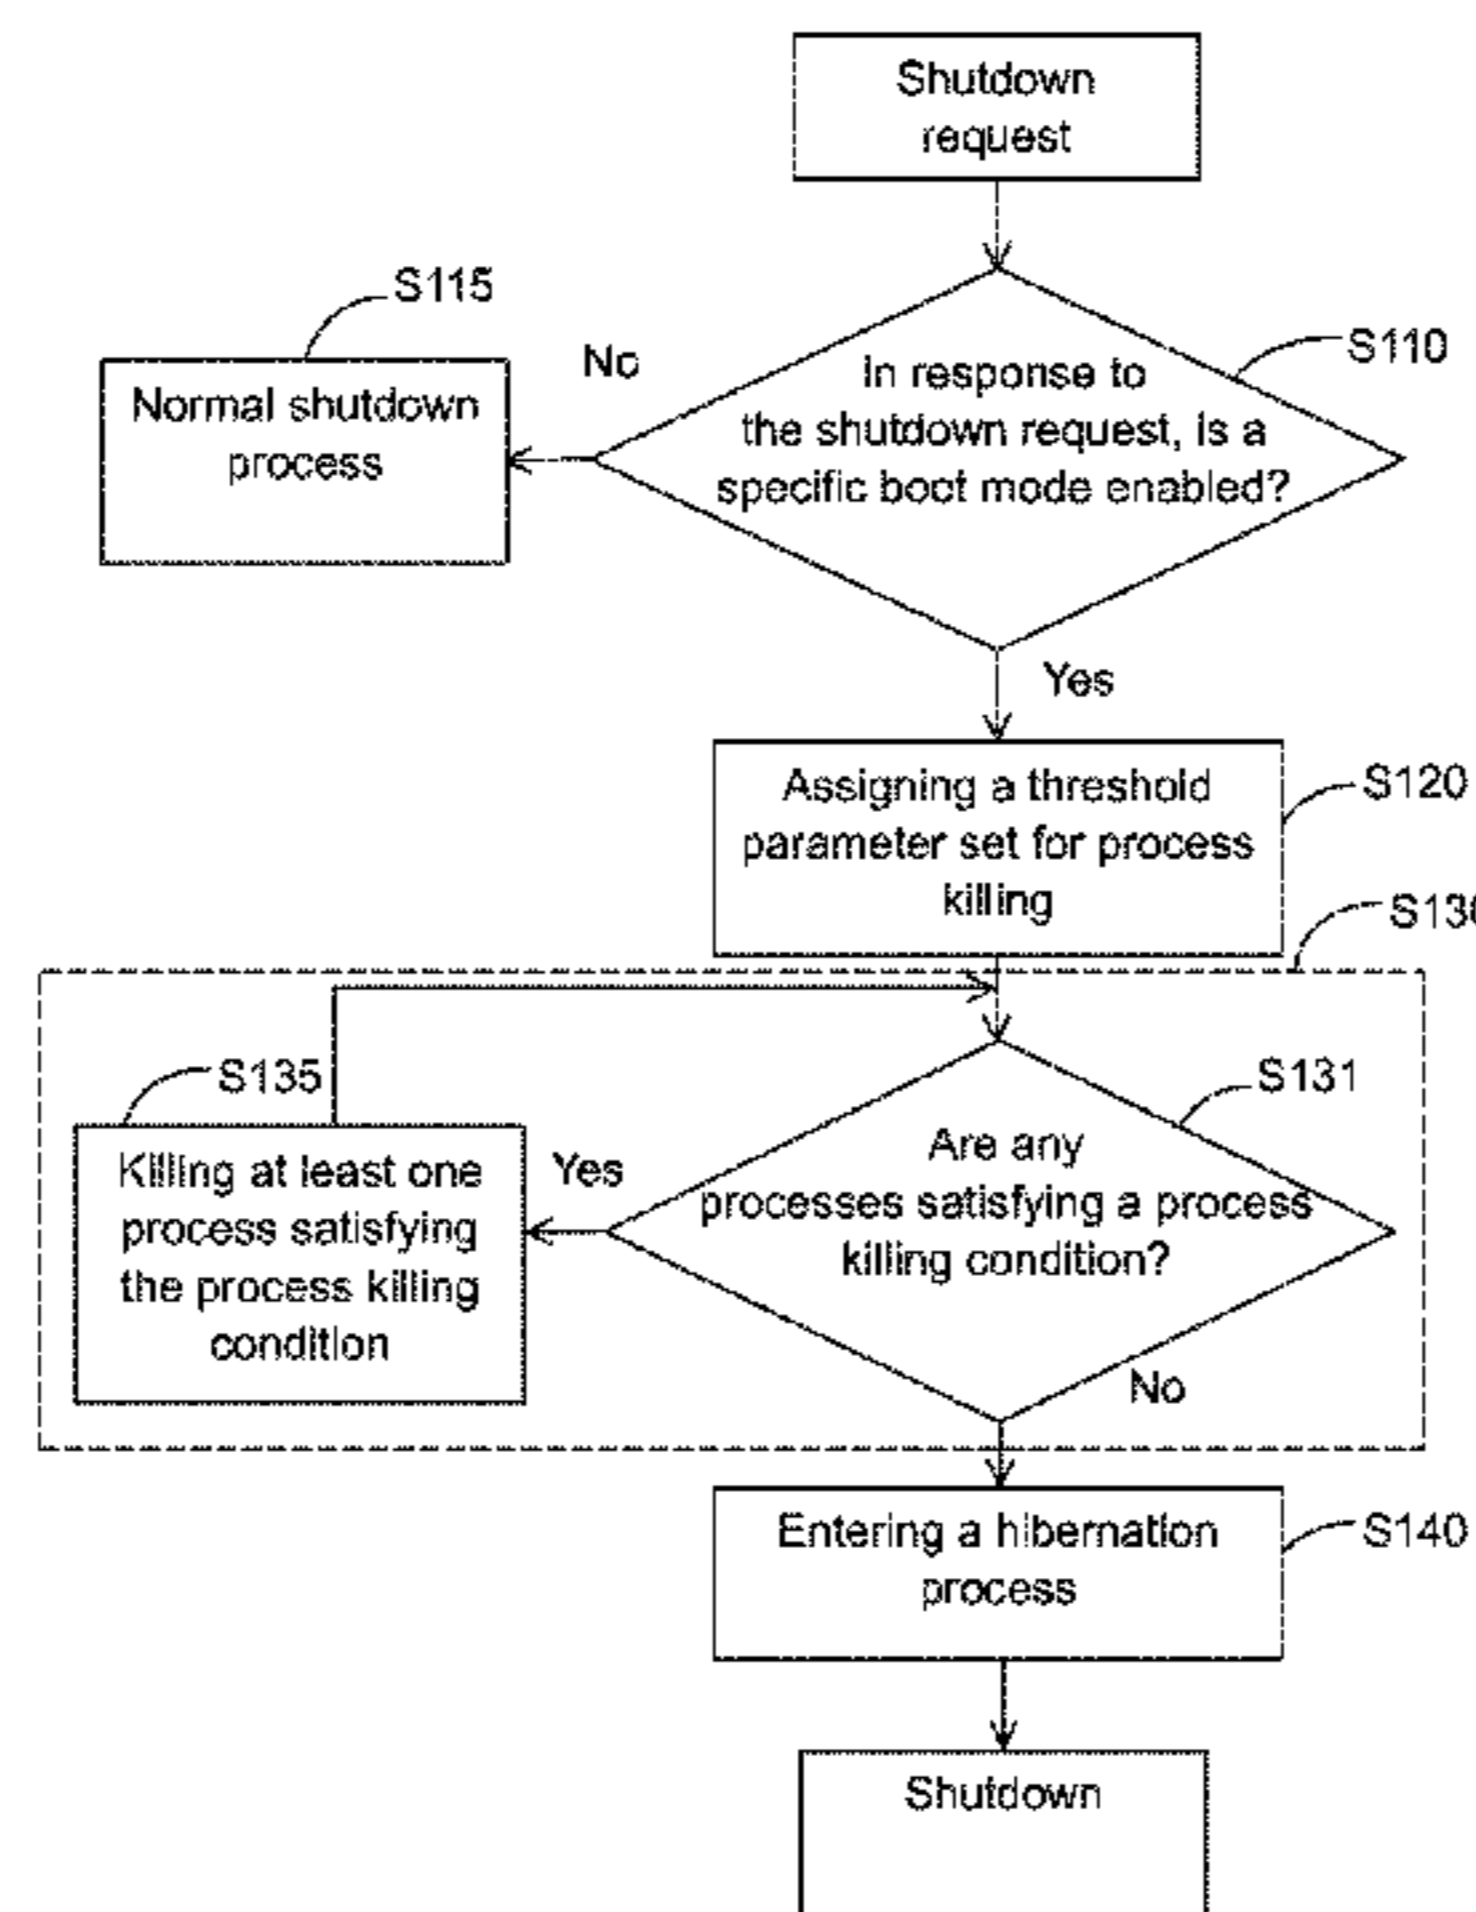 Shutdown
request
S115
S110
No
In response to
the shutdown request, is a
specific boot mode enabled?
Normal shutdown
process
Yes
S120
Assigning a threshold
parameter set for process
killing
S130
S135
S131
Are any
processes satisfying a process
killing condition?
Yes
Killing at least one
process satisfying
the process killing
condition
No
Entering a hibernation
process
S140
Shutdown